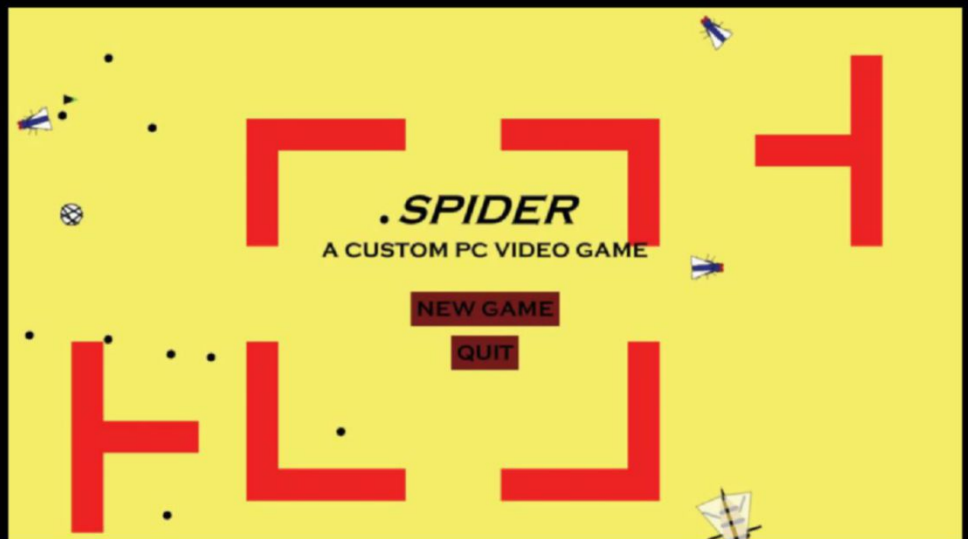 .SPIDER
A CUSTOM PC VIDEO GAME
NEW GAME
QUIT